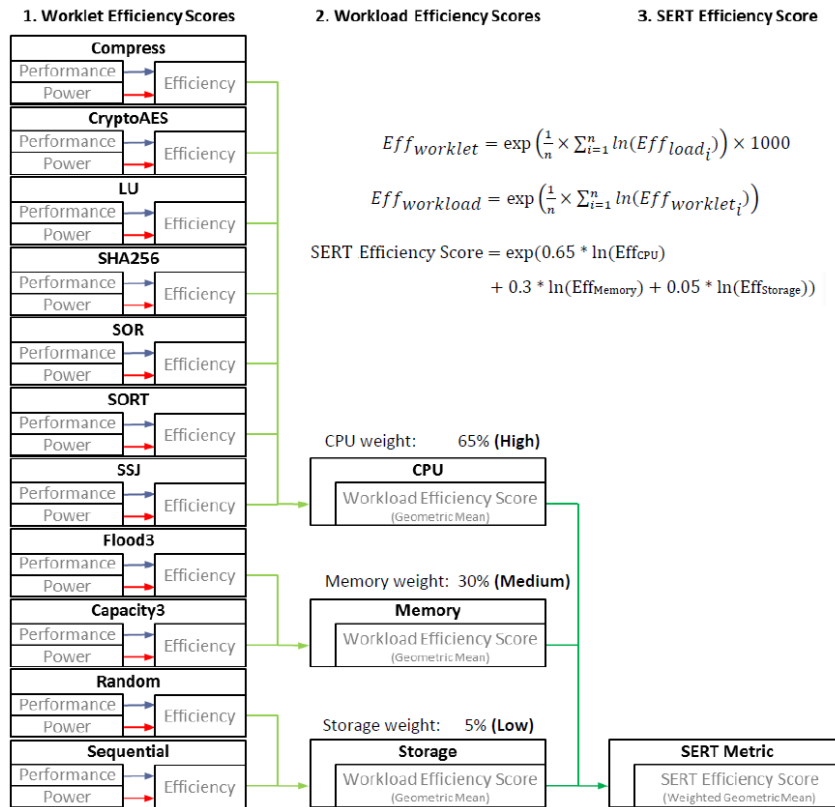 1. Worklet Efficiency Scores
2. Workload Efficiency Scores
3. SERT Efficiency Score
Compress
Performance
Power
Efficiency
CryptoAES
Performance
Power
Efficiency
LU
Performance
Power
Efficiency
SHA256
Performance
Power
Efficiency
SOR
Performance
Power
Efficiency
SORT
Performance
Power
Efficiency
SSJ
Performance
Power
Efficiency
Flood3
Performance
Power
Efficiency
Capacity3
Performance
Power
Efficiency
Random
Performance
Power
Efficiency
Sequential
Performance
Power
Efficiency
Eff_worklet = exp(1/n × ∑_{i=1}^{n} ln(Eff_load_i)) × 1000
Eff_workload = exp(1/n × ∑_{i=1}^{n} ln(Eff_worklet_i))
SERT Efficiency Score = exp(0.65 * ln(Eff_CPU)
+ 0.3 * ln(Eff_Memory) + 0.05 * ln(Eff_Storage))
CPU weight: 65% (High)
CPU
Workload Efficiency Score
(Geometric Mean)
Memory weight: 30% (Medium)
Memory
Workload Efficiency Score
(Geometric Mean)
Storage weight: 5% (Low)
Storage
Workload Efficiency Score
(Geometric Mean)
SERT Metric
SERT Efficiency Score
(Weighted Geometric Mean)